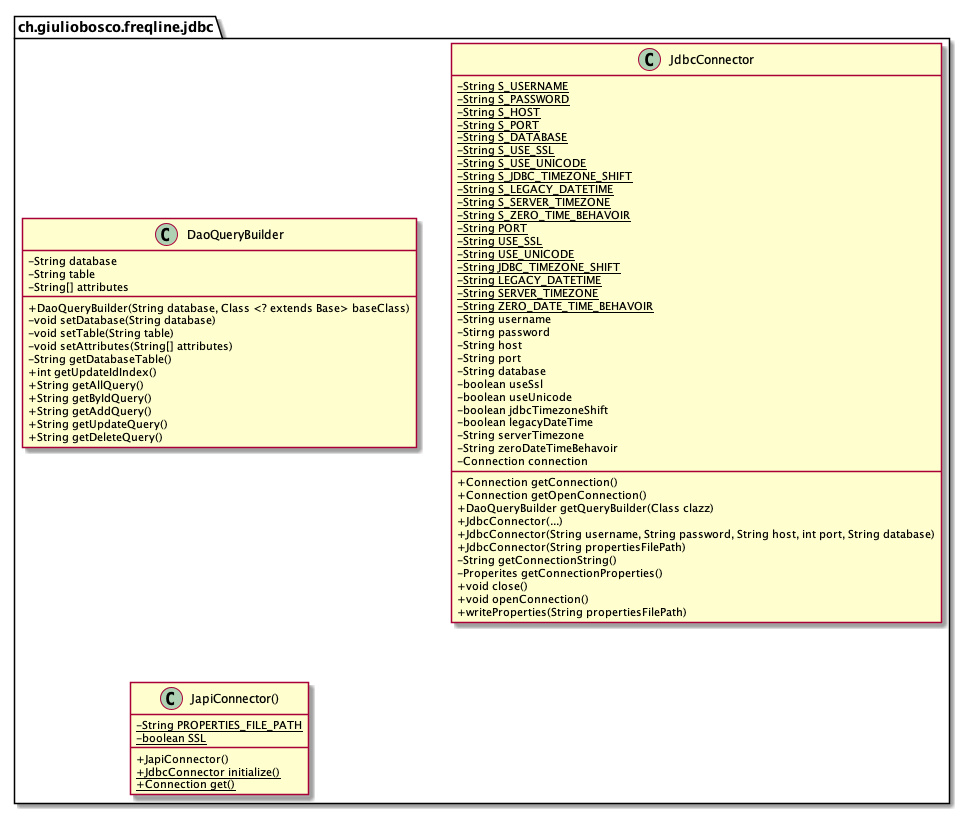 ch.giuliobosco.freqline.jdbc
C JdbcConnector
-String S_USERNAME
-String S_PASSWORD
-String S_HOST
-String S_PORT
-String S_DATABASE
-String S_USE_SSL
-String S_USE_UNICODE
-String S_JDBC_TIMEZONE_SHIFT
-String S_LEGACY_DATETIME
-String S_SERVER_TIMEZONE
-String S_ZERO_TIME_BEHAVOIR
-String PORT
-String USE_SSL
-String USE_UNICODE
-String JDBC_TIMEZONE_SHIFT
-String LEGACY_DATETIME
-String SERVER_TIMEZONE
-String ZERO_DATE_TIME_BEHAVOIR
-String username
-Stirng password
-String host
-String port
-String database
-boolean useSsl
-boolean useUnicode
-boolean jdbcTimezoneShift
-boolean legacyDateTime
-String serverTimezone
-String zeroDateTimeBehavoir
-Connection connection
+Connection getConnection()
+Connection getOpenConnection()
+DaoQueryBuilder getQueryBuilder(Class clazz)
+JdbcConnector(...)
+JdbcConnector(String username, String password, String host, int port, String database)
+JdbcConnector(String propertiesFilePath)
-String getConnectionString()
-Properites getConnectionProperties()
+void close()
+void openConnection()
+writeProperties(String propertiesFilePath)
C DaoQueryBuilder
-String database
-String table
-String[] attributes
+DaoQueryBuilder(String database, Class <? extends Base> baseClass)
-void setDatabase(String database)
-void setTable(String table)
-void setAttributes(String[] attributes)
-String getDatabaseTable()
+int getUpdateIdIndex()
+String getAllQuery()
+String getByIdQuery()
+String getAddQuery()
+String getUpdateQuery()
+String getDeleteQuery()
C JapiConnector()
-String PROPERTIES_FILE_PATH
-boolean SSL
+JapiConnector()
+JdbcConnector initialize()
+Connection get()